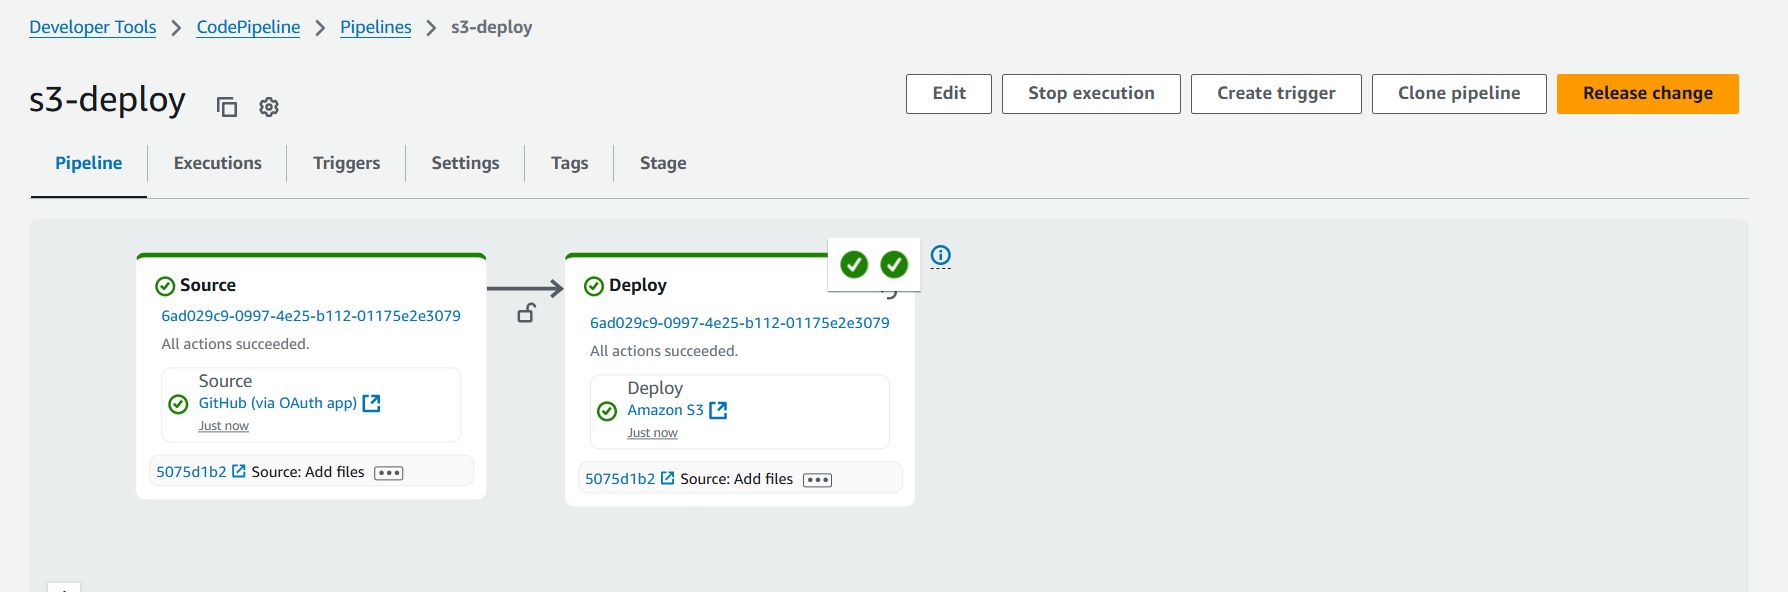 Developer Tools > CodePipeline > Pipelines > s3-deploy
s3-deploy
Edit
Stop execution
Create trigger
Clone pipeline
Release change
Pipeline
Executions
Triggers
Settings
Tags
Stage
Source
6ad029c9-0997-4e25-b112-01175e2e3079
All actions succeeded.
Source
GitHub (via OAuth app)
Just now
5075d1b2 Source: Add files
Deploy
6ad029c9-0997-4e25-b112-01175e2e3079
All actions succeeded.
Deploy
Amazon S3
Just now
5075d1b2 Source: Add files